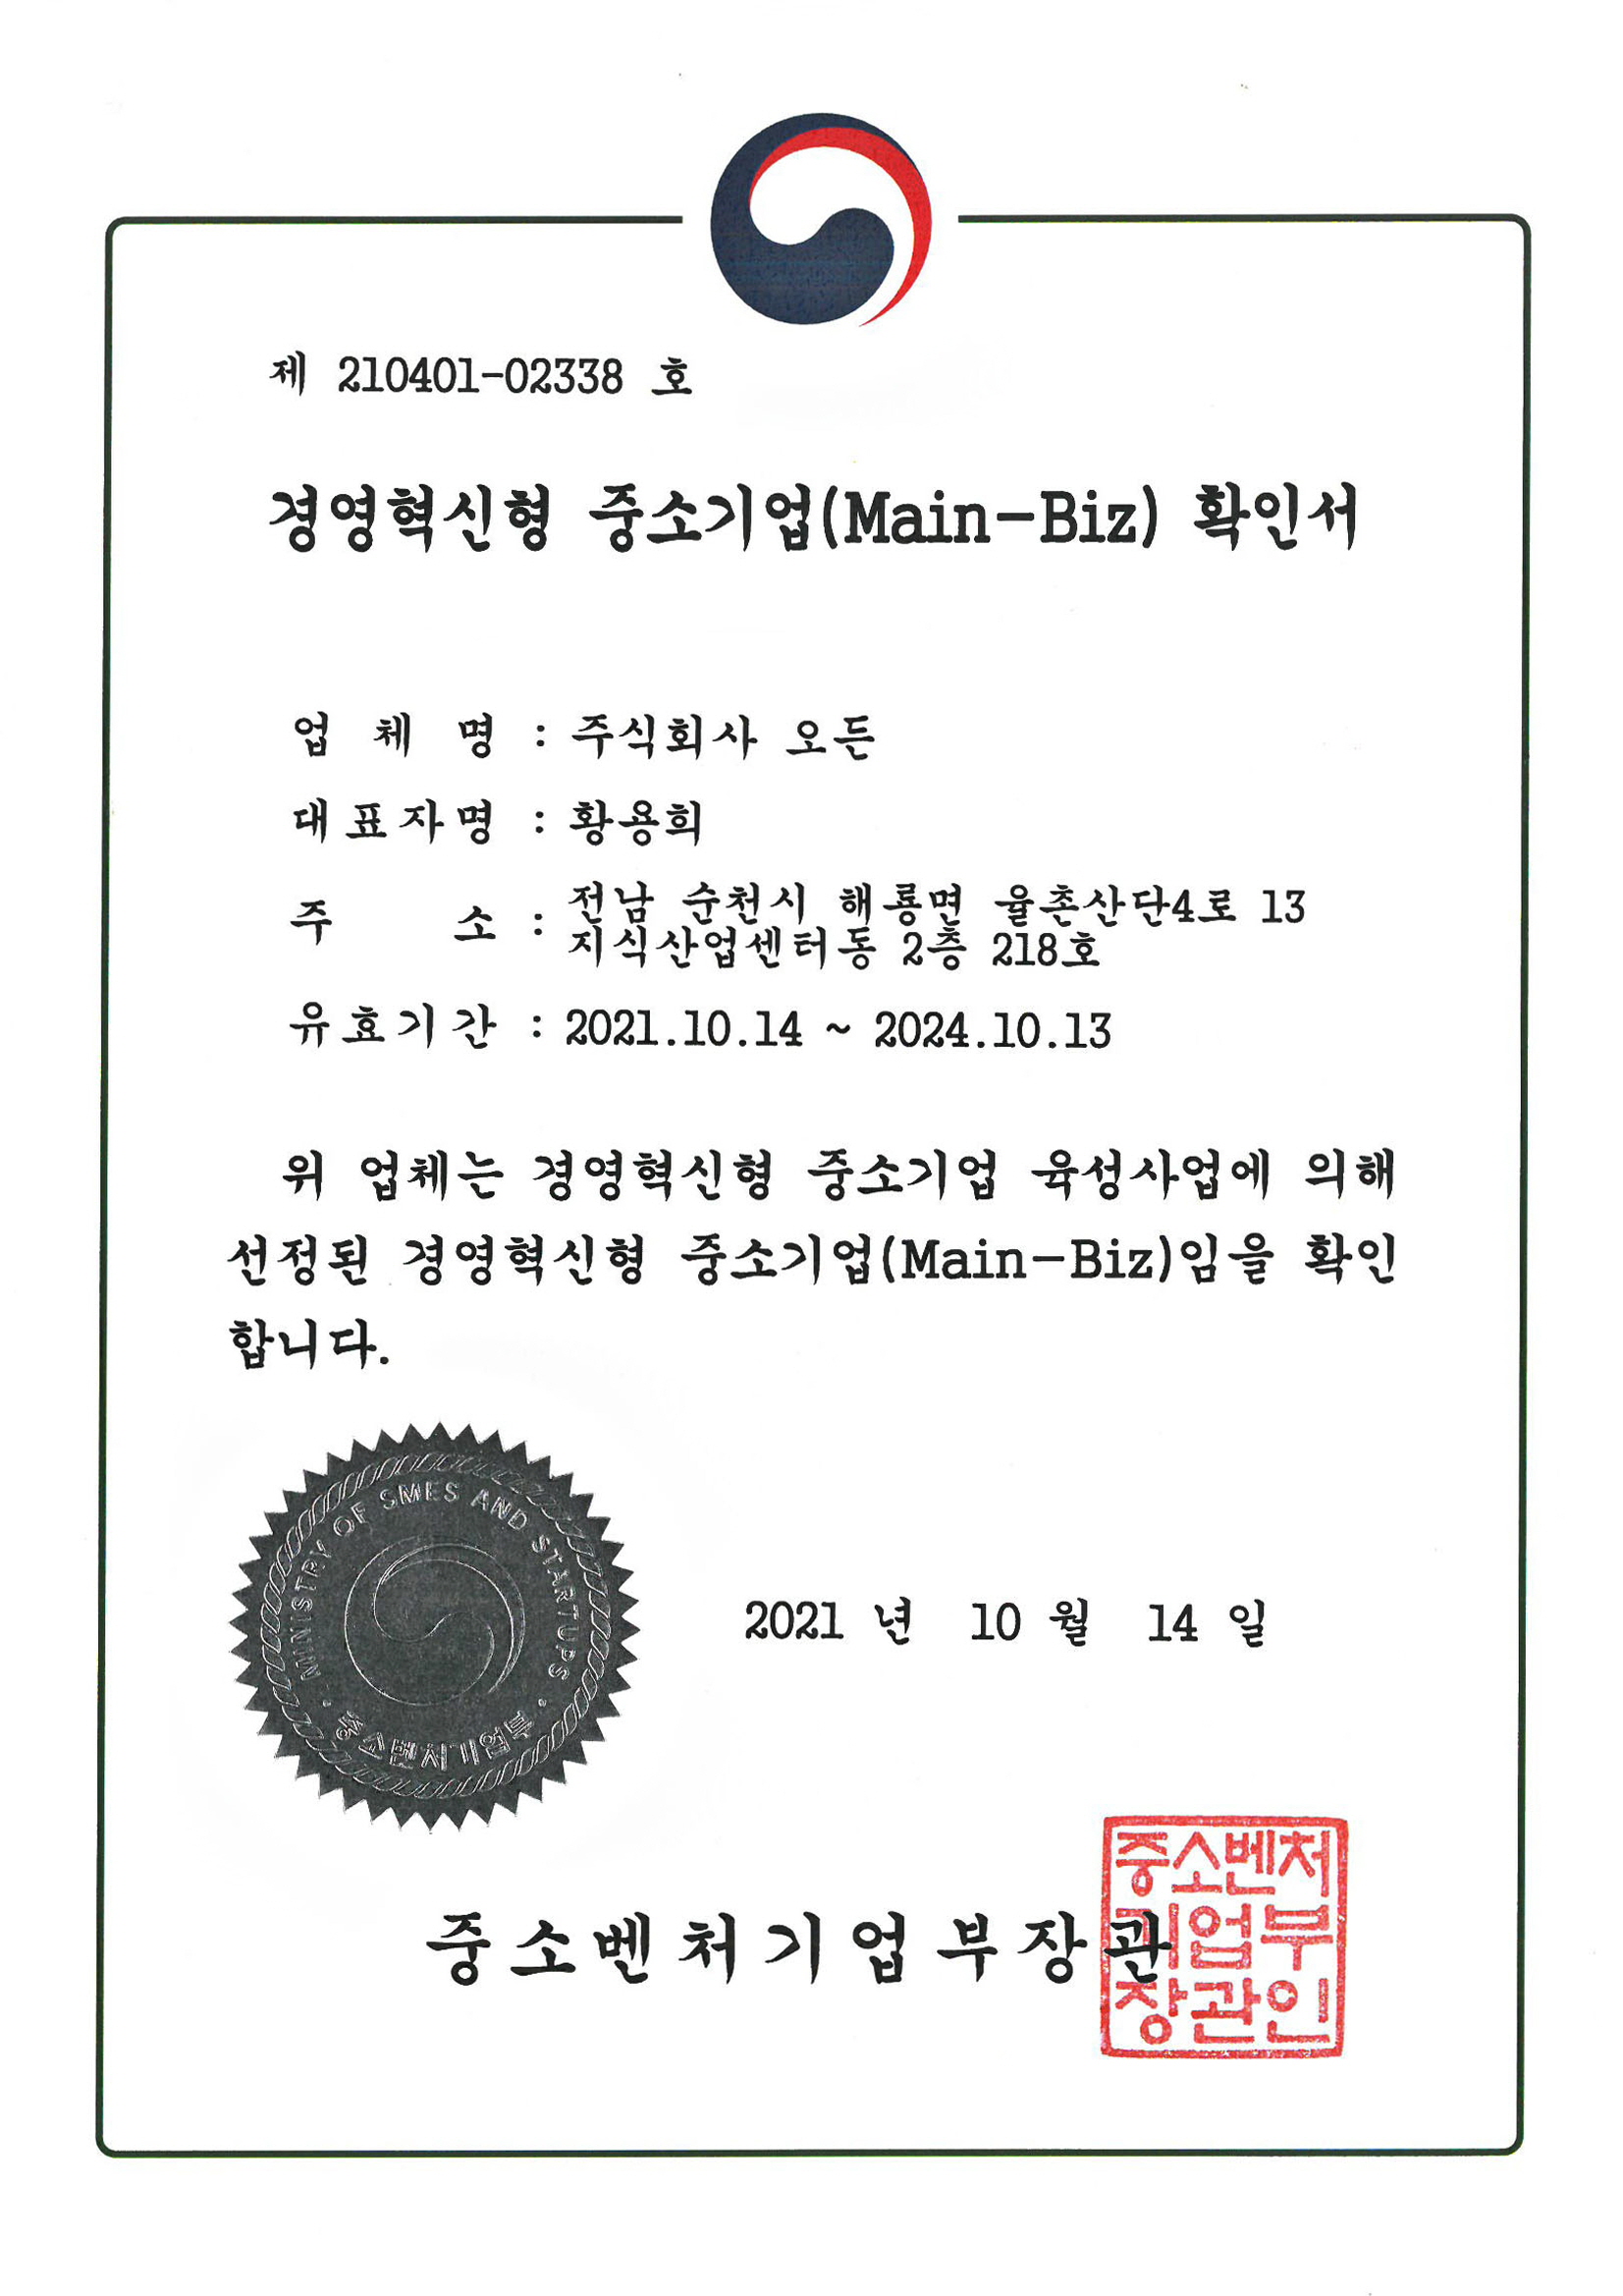 제 210401-02338 호
경영혁신형 중소기업(Main-Biz) 확인서
업 체 명 : 주식회사 오든
대표자명 : 황용희
주 소 : 전남 순천시 해룡면 율촌산단4로 13
지식산업센터동 2층 218호
유효기간 : 2021.10.14 ~ 2024.10.13
위 업체는 경영혁신형 중소기업 육성사업에 의해
선정된 경영혁신형 중소기업(Main-Biz)임을 확인
합니다.
MINISTRY OF SMES AND STARTUPS
중소벤처기업부
2021 년 10 월 14 일
중소벤처기업부장관
중소벤처
기업부
장관인